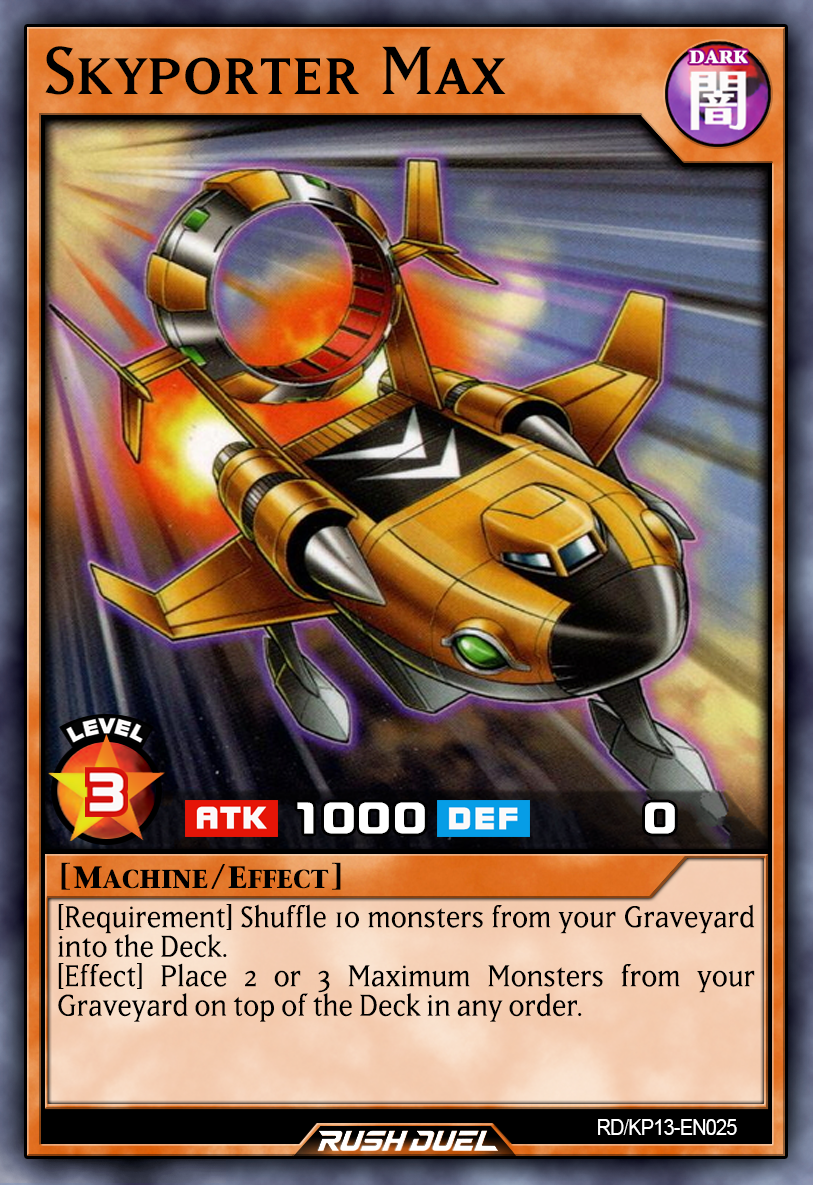 Skyporter Max
DARK
闇
LEVEL
3
ATK 1000 DEF 0
[Machine/Effect]
[Requirement] Shuffle 10 monsters from your Graveyard
into the Deck.
[Effect] Place 2 or 3 Maximum Monsters from your
Graveyard on top of the Deck in any order.
RD/KP13-EN025
RUSH DUEL